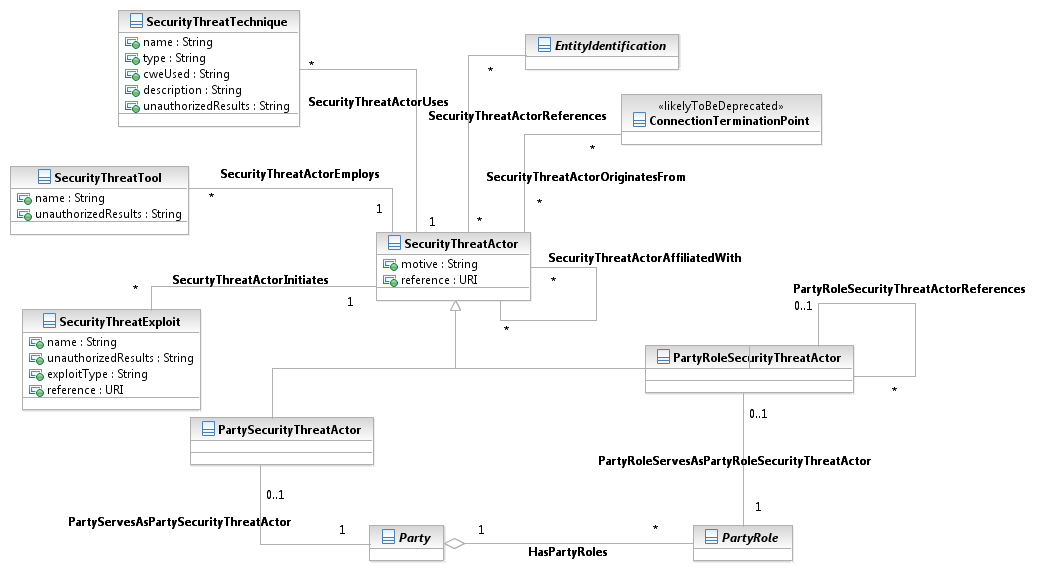 SecurityThreatTechnique
name : String
type : String
cweUsed : String
description : String
unauthorizedResults : String
*
SecurityThreatActorUses
EntityIdentification
*
SecurityThreatActorReferences
«likelyToBeDeprecated»
ConnectionTerminationPoint
*
SecurityThreatActorOriginatesFrom
*
SecurityThreatTool
name : String
unauthorizedResults : String
SecurityThreatActorEmploys
*
1
1
*
SecurityThreatActor
motive : String
reference : URI
SecurityThreatActorAffiliatedWith
*
*
SecurtyThreatActorInitiates
*
1
SecurityThreatExploit
name : String
unauthorizedResults : String
exploitType : String
reference : URI
PartyRoleSecurityThreatActorReferences
0..1
PartyRoleSecurityThreatActor
*
0..1
PartySecurityThreatActor
PartyRoleServesAsPartyRoleSecurityThreatActor
0..1
1
PartyServesAsPartySecurityThreatActor
1
Party
1
*
HasPartyRoles
PartyRole